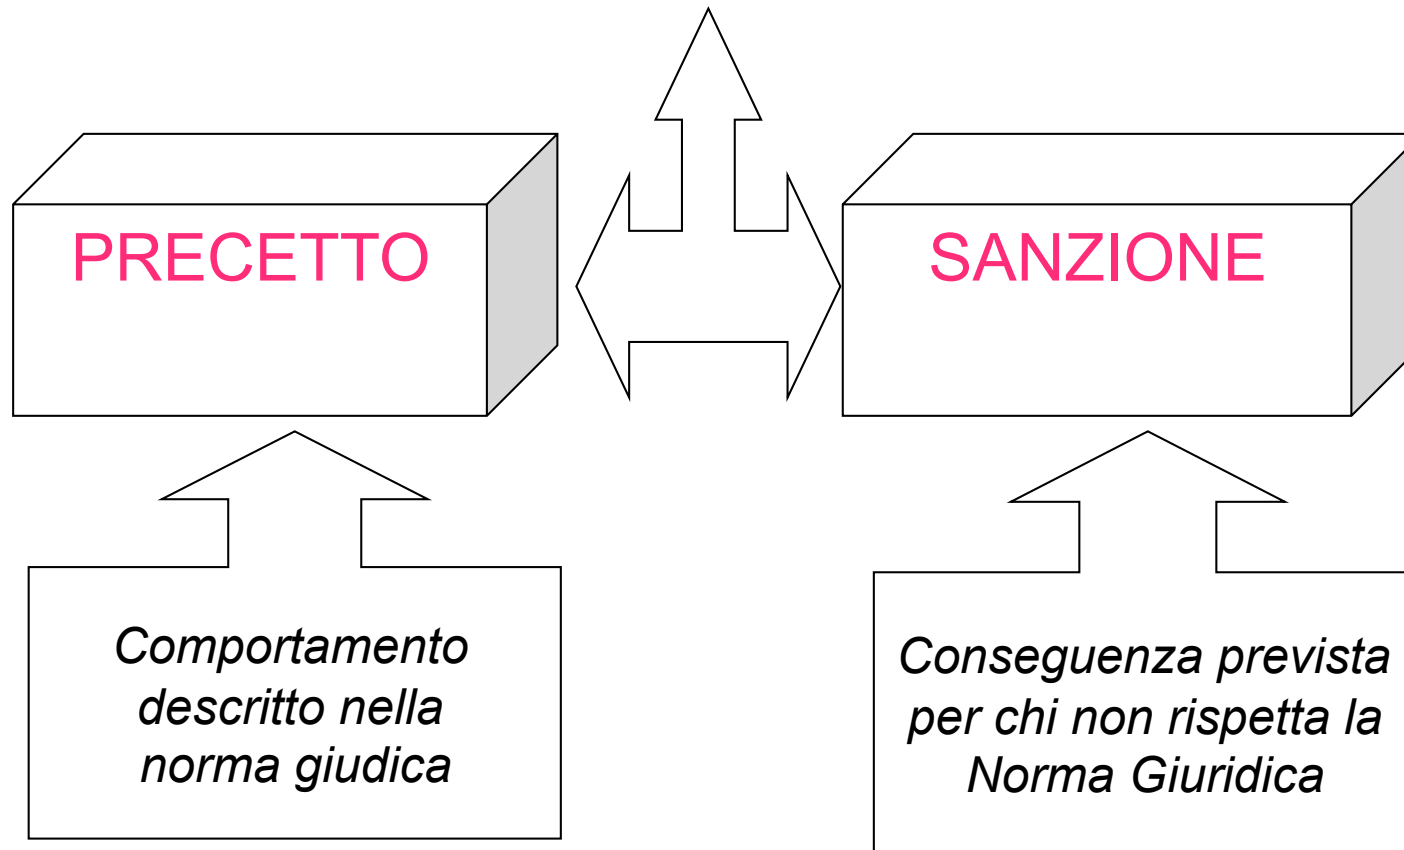 PRECETTO
SANZIONE
Comportamento
descritto nella
norma giudica
Conseguenza prevista
per chi non rispetta la
Norma Giuridica